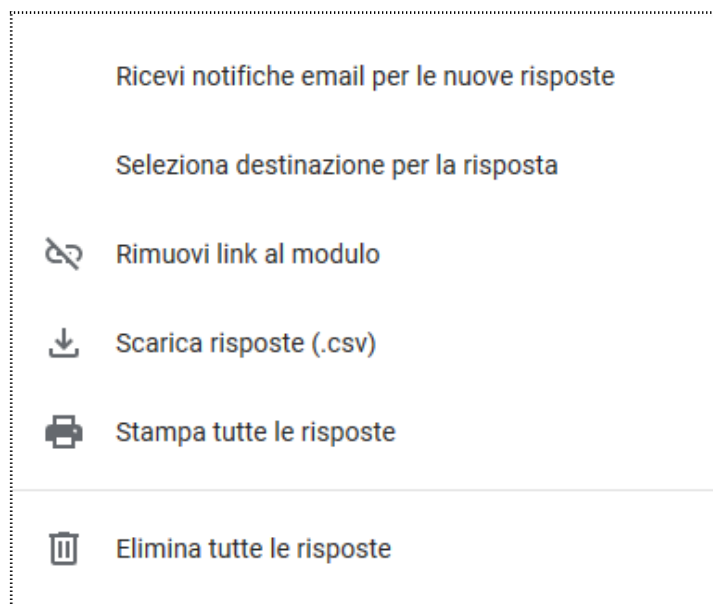 Ricevi notifiche email per le nuove risposte
Seleziona destinazione per la risposta
Rimuovi link al modulo
Scarica risposte (.csv)
Stampa tutte le risposte
Elimina tutte le risposte